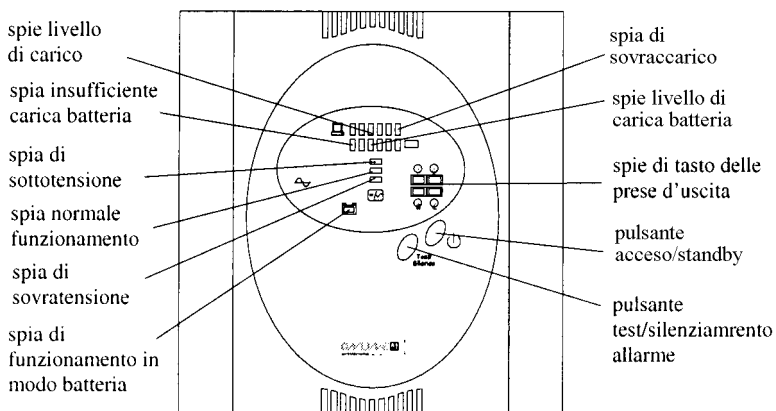 spie livello
di carico
spia insufficiente
carica batteria
spia di
sottotensione
spia normale
funzionamento
spia di
sovratensione
spia di
funzionamento in
modo batteria
spia di
sovraccarico
spie livello di
carica batteria
spie di tasto delle
prese d'uscita
pulsante
acceso/standby
pulsante
test/silenziamrento
allarme
Test
Silence